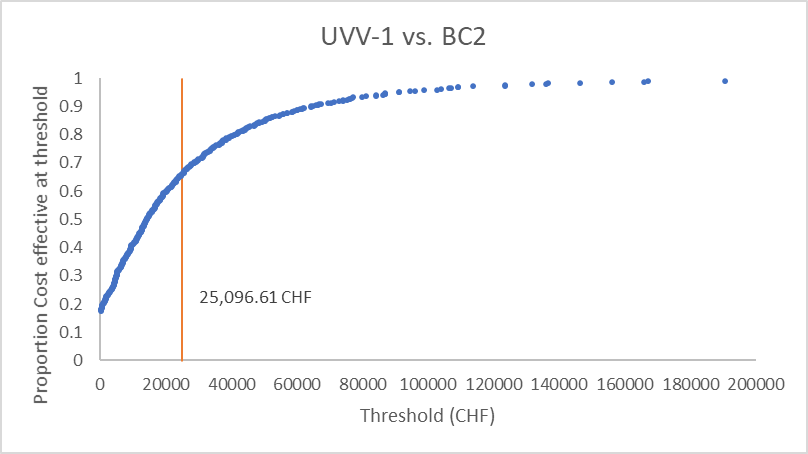 UVV-1 vs. BC2
Proportion Cost effective at threshold
1
0.9
0.8
0.7
0.6
0.5
0.4
0.3
0.2
0.1
0
25,096.61 CHF
0 20000 40000 60000 80000 100000 120000 140000 160000 180000 200000
Threshold (CHF)